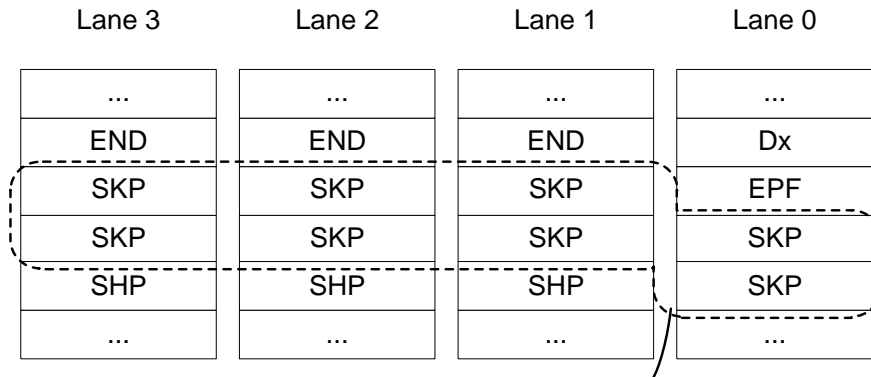 Lane 3 Lane 2 Lane 1 Lane 0
... ... ... ...
END END END Dx
SKP SKP SKP EPF
SKP SKP SKP SKP
SHP SHP SHP SKP
... ... ... ...